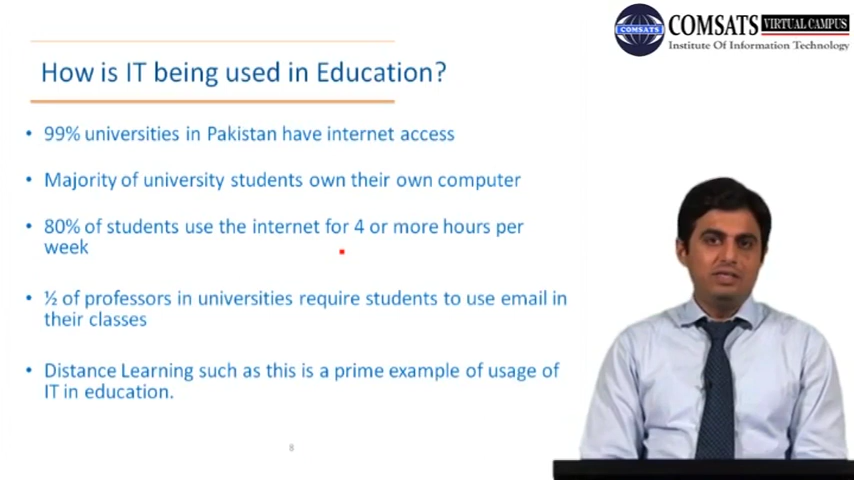 COMSATS VIRTUAL CAMPUS
COMSATS
Institute Of Information Technology
How is IT being used in Education?
• 99% universities in Pakistan have internet access
• Majority of university students own their own computer
• 80% of students use the internet for 4 or more hours per
week
• ½ of professors in universities require students to use email in
their classes
• Distance Learning such as this is a prime example of usage of
IT in education.
8